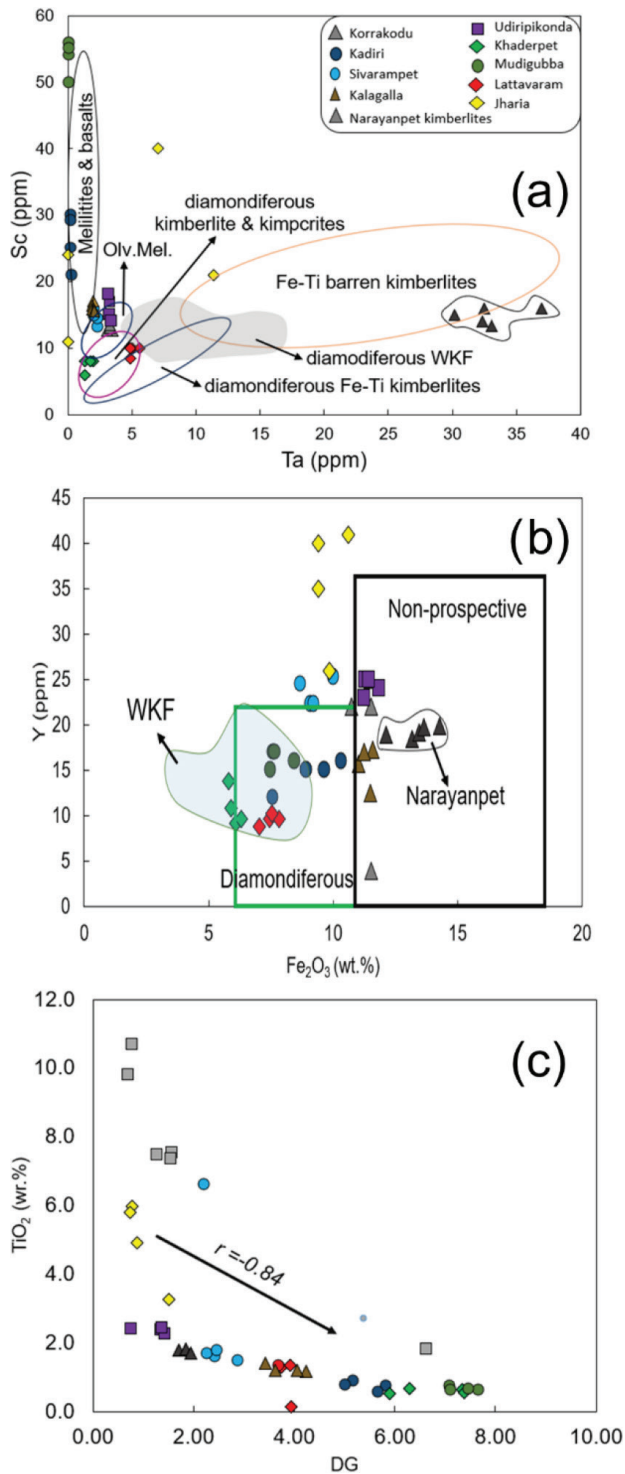 (a)
Korrakodu
Udiripikonda
Kadiri
Khaderpet
Sivarampet
Mudigubba
Kalagalla
Lattavaram
Narayanpet kimberlites
Jharia
60
50
40
30
20
10
0
Sc (ppm)
Melilitites & basalts
diamondiferous
kimberlite & kimpcrites
Olv.Mel.
Fe-Ti barren kimberlites
diamodiferous WKF
diamondiferous Fe-Ti kimberlites
0 5 10 15 20 25 30 35 40
Ta (ppm)
(b)
45
40
35
30
25
20
15
10
5
0
Y (ppm)
Non-prospective
WKF
Narayanpet
Diamondiferous
0 5 10 15 20
Fe₂O₃ (wt.%)
(c)
12.0
10.0
8.0
6.0
4.0
2.0
0.0
TiO₂ (wr.%)
r =-0.84
0.00 2.00 4.00 6.00 8.00 10.00
DG